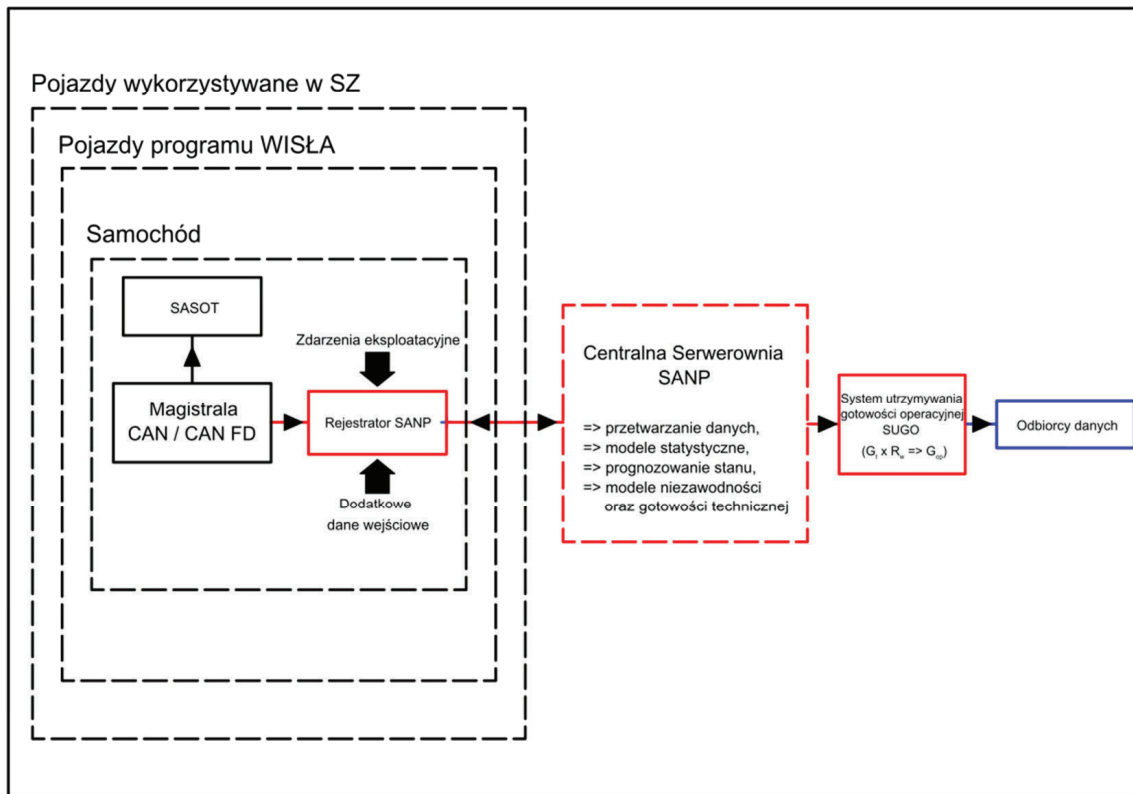 Pojazdy wykorzystywane w SZ
Pojazdy programu WISŁA
Samochód
SASOT
Zdarzenia eksploatacyjne
Magistrala
CAN / CAN FD
Rejestrator SANP
Dodatkowe
dane wejściowe
Centralna Serwerownia
SANP
=> przetwarzanie danych,
=> modele statystyczne,
=> prognozowanie stanu,
=> modele niezawodności
oraz gotowości technicznej
System utrzymywania
gotowości operacyjnej
SUGO
Odbiorcy danych